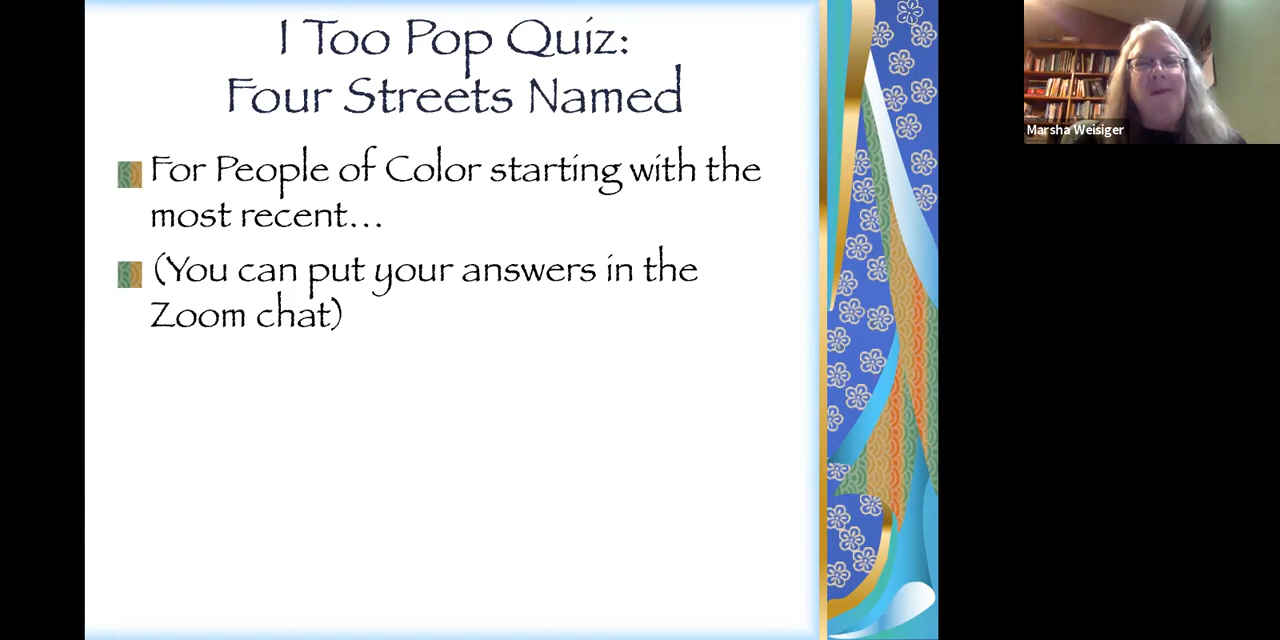 I Too Pop Quiz:
Four Streets Named
For People of Color starting with the
most recent...
(You can put your answers in the
Zoom chat)
Marsha Weisiger